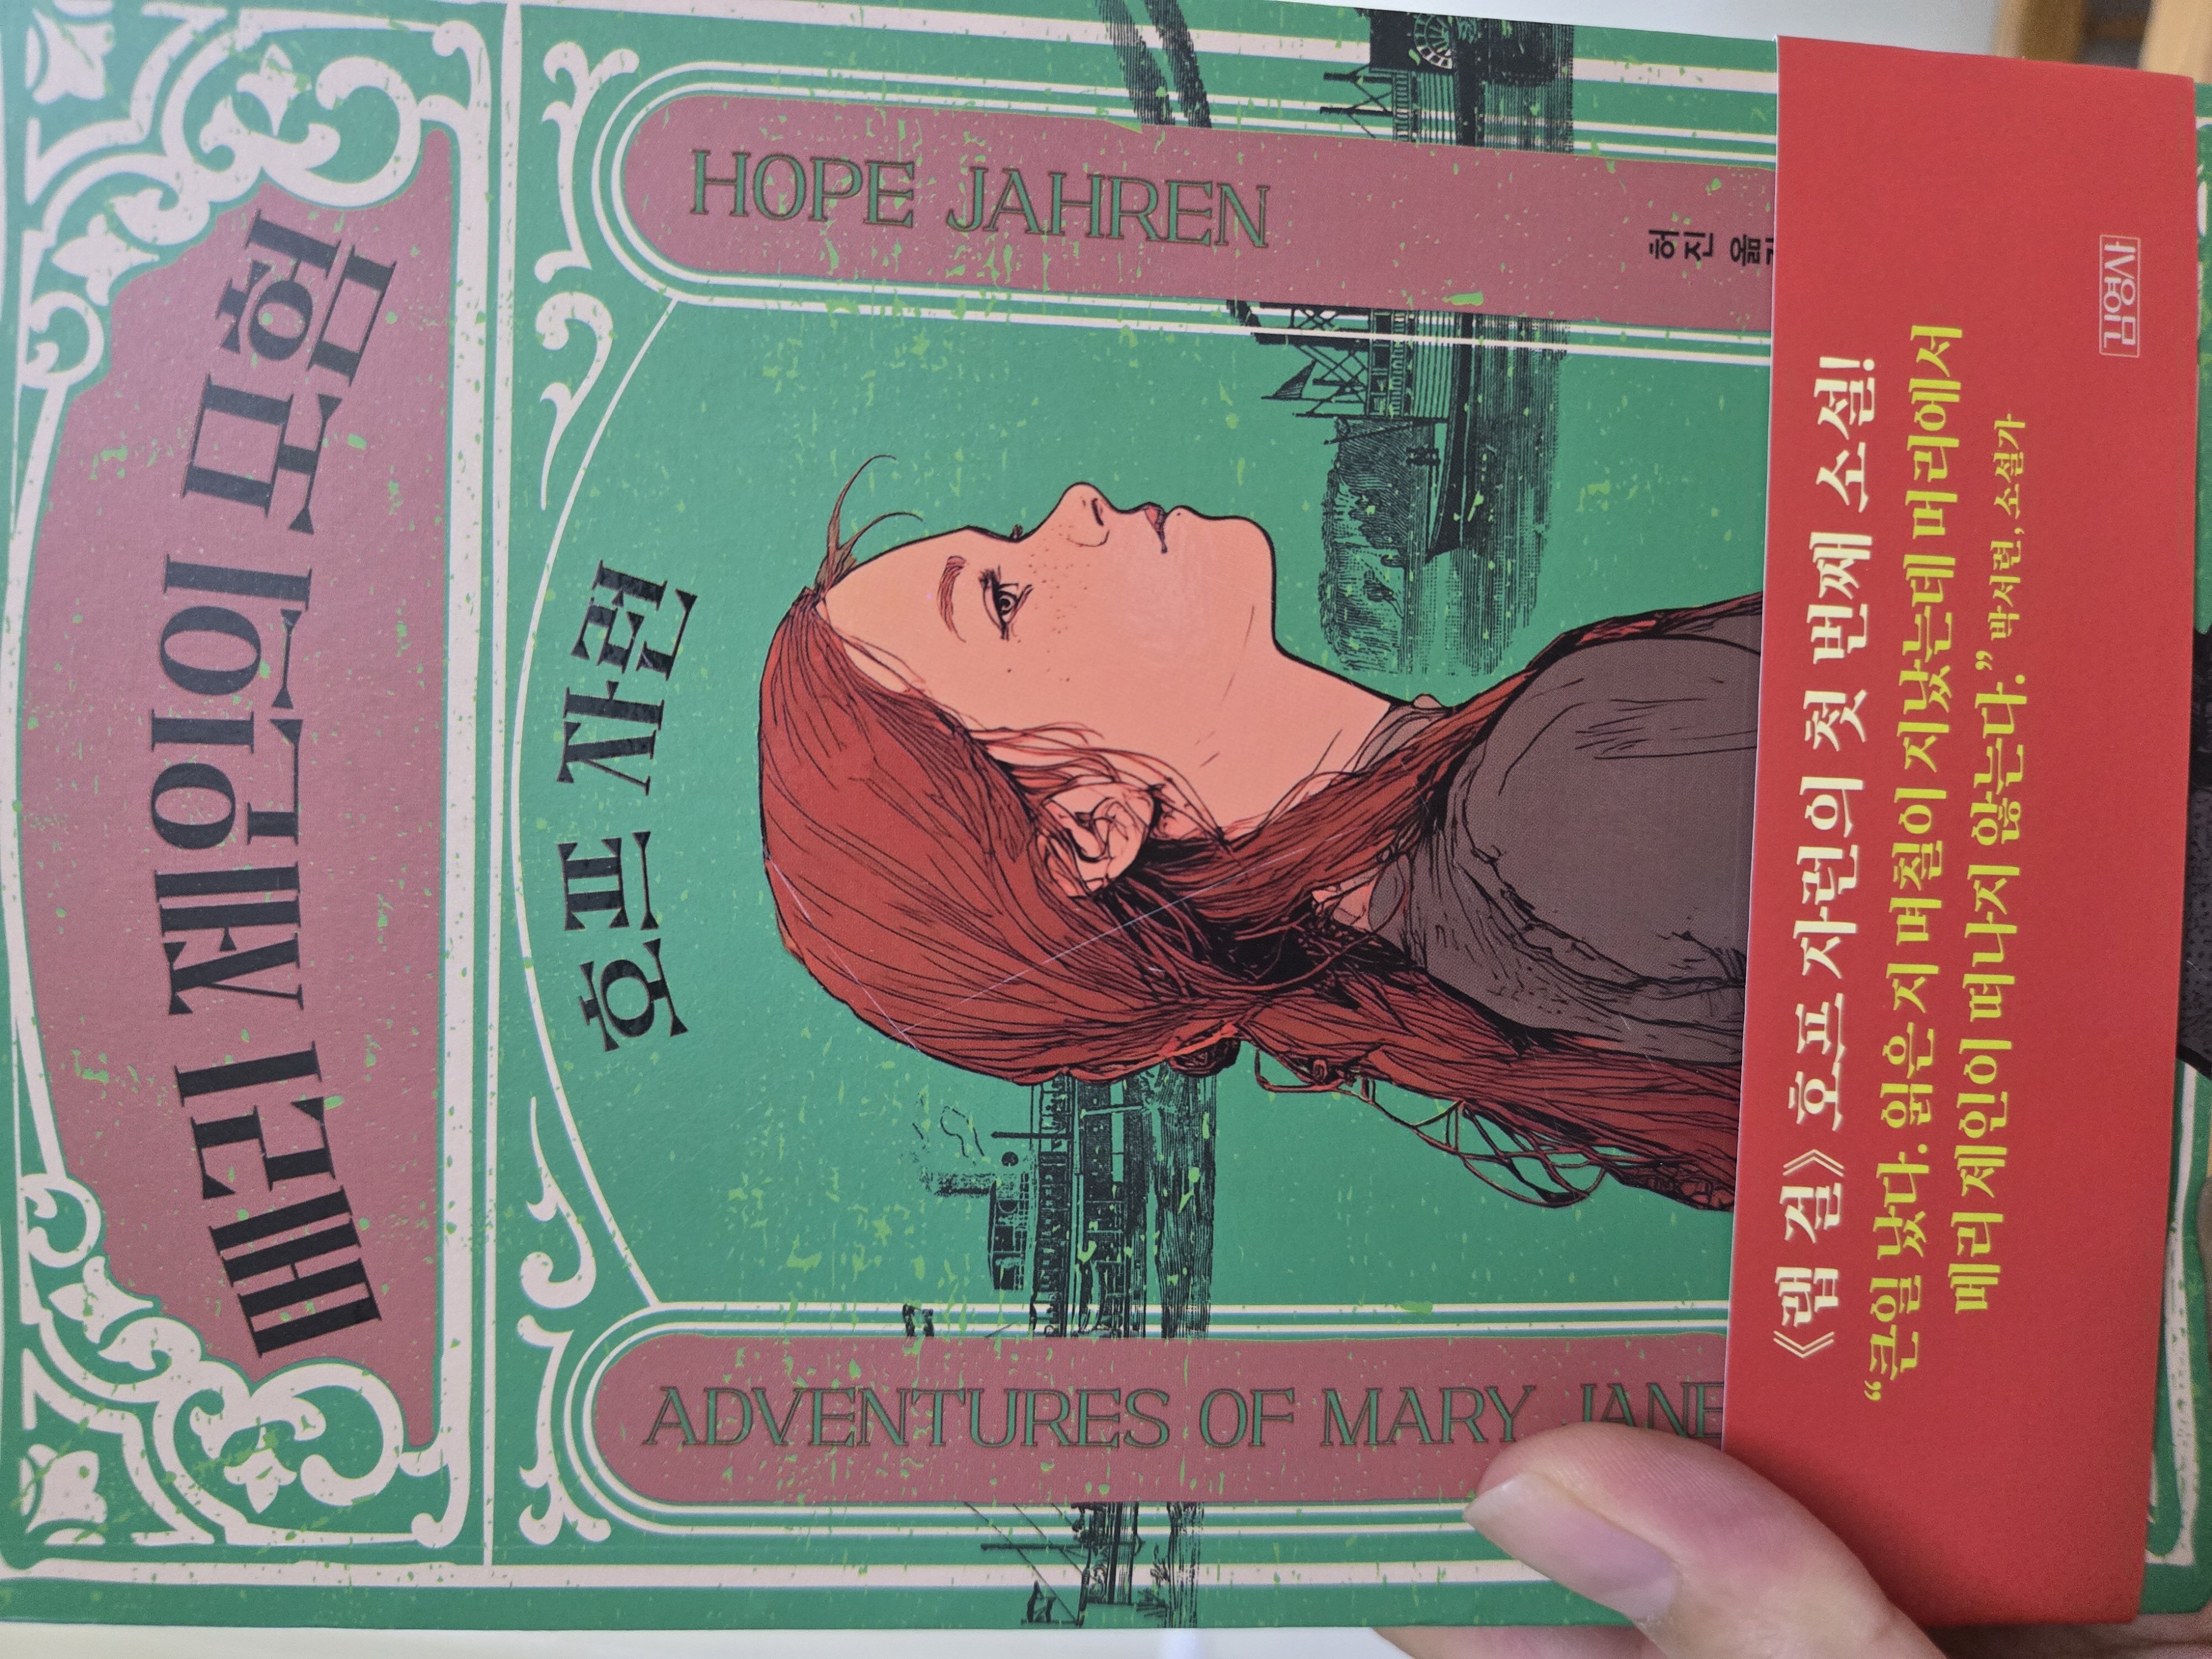 메리 제인의 모험
호프 자런
ADVENTURES OF MARY JANE
HOPE JAHREN
허진 옮
《랩 걸》 호프 자런의 첫 번째 소설!
“큰일 났다. 읽은 지 며칠이 지났는데 머리에서
메리 제인이 떠나지 않는다.” 박서련, 소설가
김영사